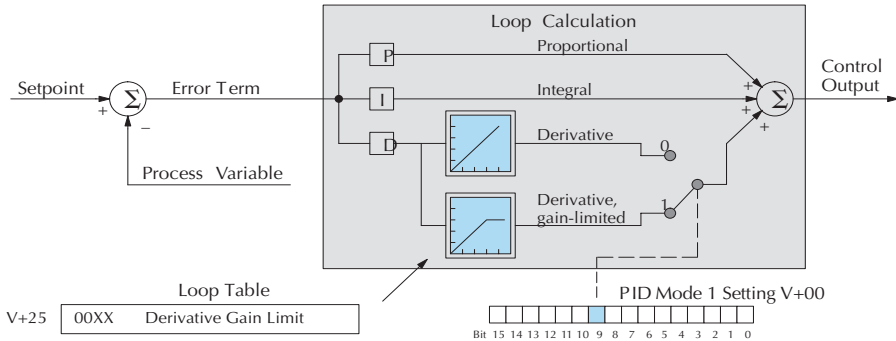 Loop Calculation
P
Proportional
Control
Output
Setpoint
Σ
Error Term
I
Integral
Σ
+
−
+
+
+
D
Derivative
0
Process Variable
Derivative,
gain-limited
1
Loop Table
PID Mode 1 Setting V+00
V+25 00XX Derivative Gain Limit
Bit 15 14 13 12 11 10 9 8 7 6 5 4 3 2 1 0